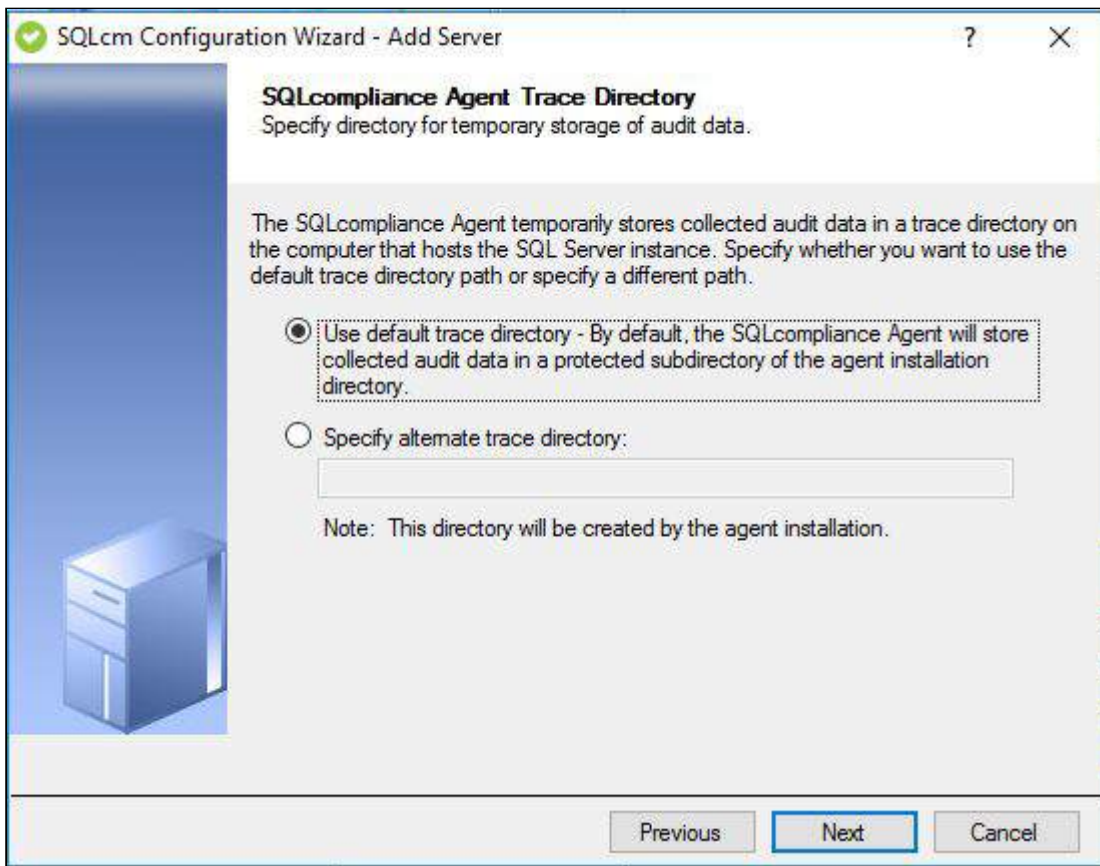 SQLcm Configuration Wizard - Add Server
?
SQLcompliance Agent Trace Directory
Specify directory for temporary storage of audit data.
The SQLcompliance Agent temporarily stores collected audit data in a trace directory on
the computer that hosts the SQL Server instance. Specify whether you want to use the
default trace directory path or specify a different path.
Use default trace directory - By default, the SQLcompliance Agent will store
collected audit data in a protected subdirectory of the agent installation
directory.
Specify alternate trace directory:
Note: This directory will be created by the agent installation.
Previous Next Cancel